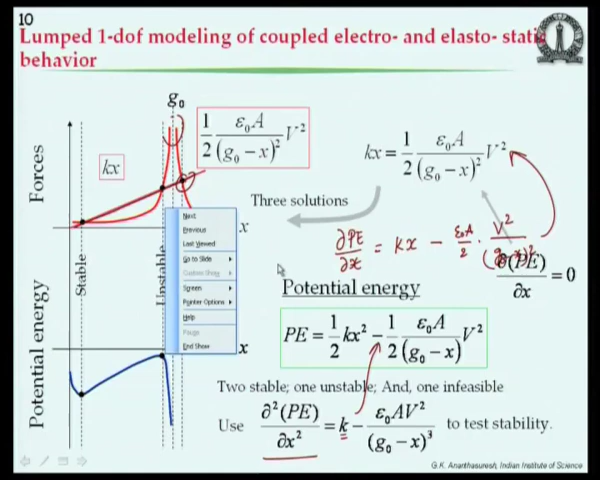 10
Lumped 1-dof modeling of coupled electro- and elasto- static
behavior
g₀
Forces
kx
1/2 ε₀A/(g₀−x)² V²
kx = 1/2 ε₀A/(g₀−x)² V²
Three solutions
x
Stable
Unstable
Next
Previous
Last Viewed
Go to Slide
Custom Show
Screen
Pointer Options
Help
Pause
End Show
∂PE/∂x = kx − ε₀A/2 · V²/(g₀−x)²
∂(PE)/∂x = 0
Potential energy
Potential energy
x
PE = 1/2 kx² − 1/2 ε₀A/(g₀−x) V²
Two stable; one unstable; And, one infeasible
Use ∂²(PE)/∂x² = k − ε₀AV²/(g₀−x)³ to test stability.
G.K. Ananthasuresh, Indian Institute of Science